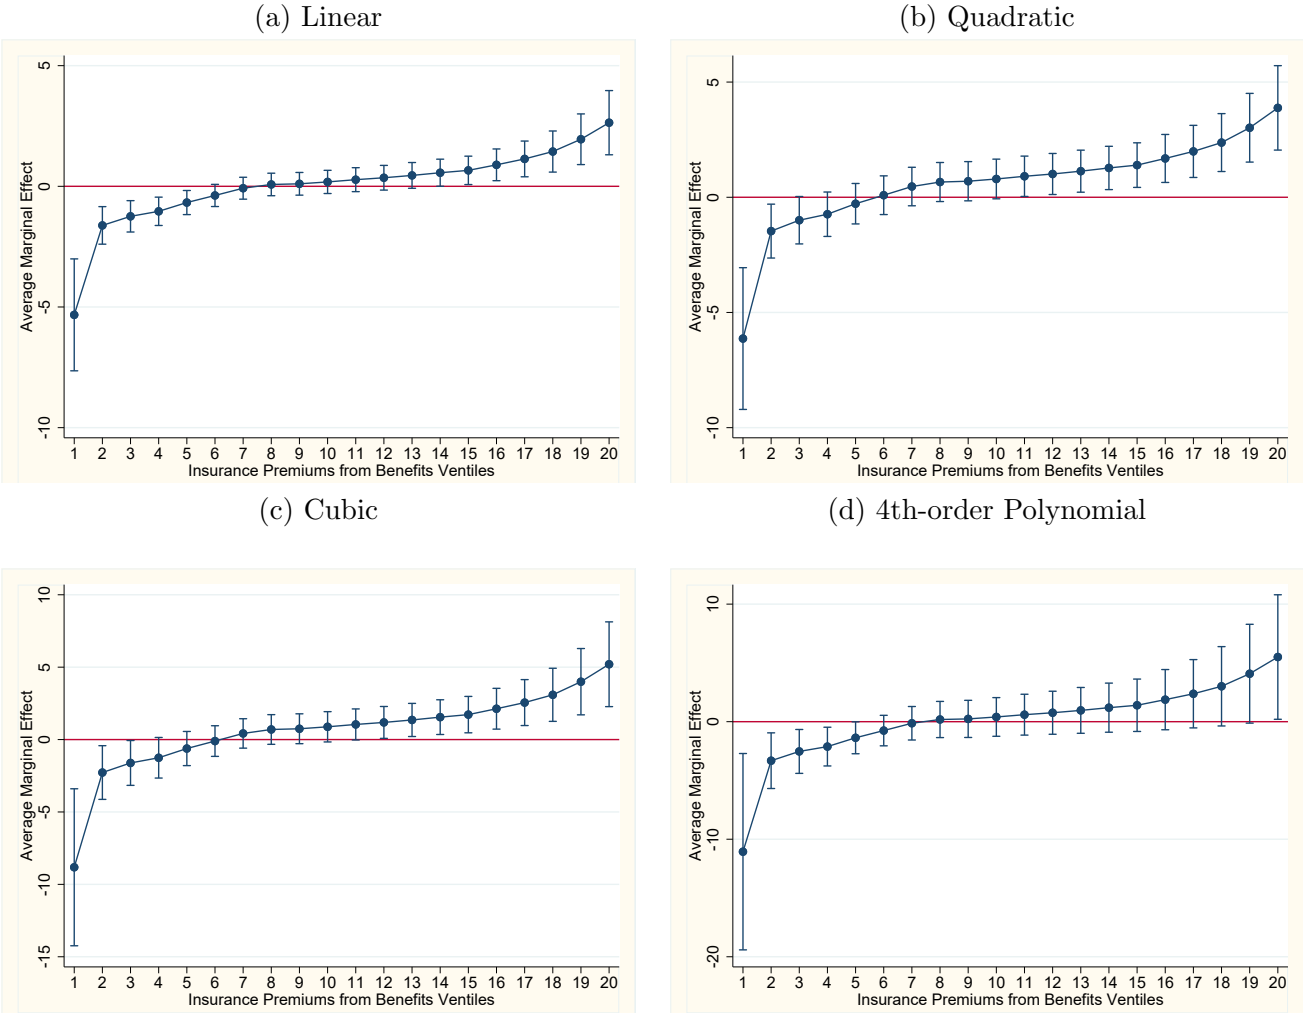 (a) Linear
(b) Quadratic
5
0
-5
-10
Average Marginal Effect
1 2 3 4 5 6 7 8 9 10 11 12 13 14 15 16 17 18 19 20
Insurance Premiums from Benefits Ventiles
5
0
-5
-10
Average Marginal Effect
1 2 3 4 5 6 7 8 9 10 11 12 13 14 15 16 17 18 19 20
Insurance Premiums from Benefits Ventiles
(c) Cubic
(d) 4th-order Polynomial
10
5
0
-5
-10
-15
Average Marginal Effect
1 2 3 4 5 6 7 8 9 10 11 12 13 14 15 16 17 18 19 20
Insurance Premiums from Benefits Ventiles
10
0
-10
-20
Average Marginal Effect
1 2 3 4 5 6 7 8 9 10 11 12 13 14 15 16 17 18 19 20
Insurance Premiums from Benefits Ventiles